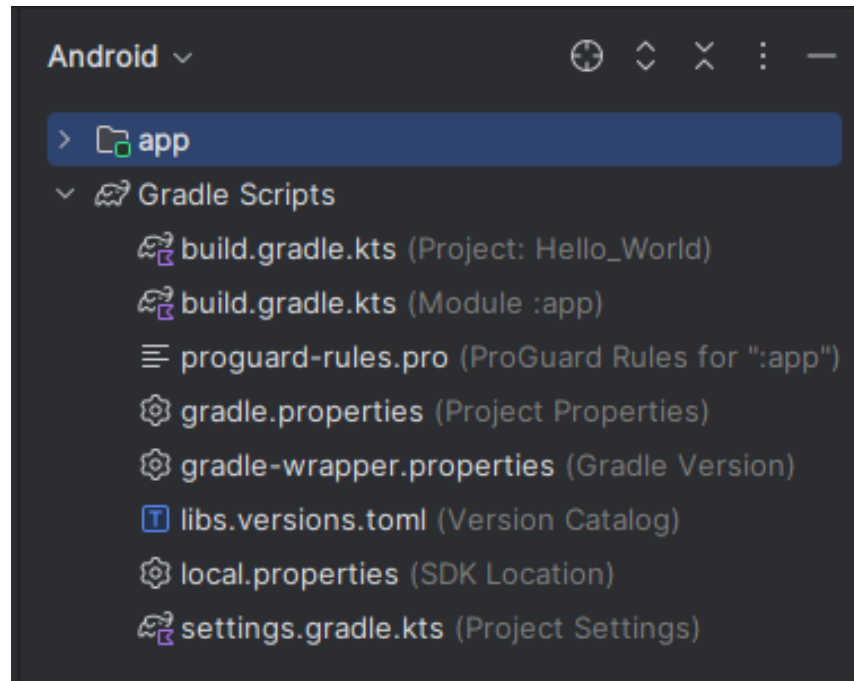 Android
app
Gradle Scripts
build.gradle.kts (Project: Hello_World)
build.gradle.kts (Module :app)
proguard-rules.pro (ProGuard Rules for ":app")
gradle.properties (Project Properties)
gradle-wrapper.properties (Gradle Version)
libs.versions.toml (Version Catalog)
local.properties (SDK Location)
settings.gradle.kts (Project Settings)